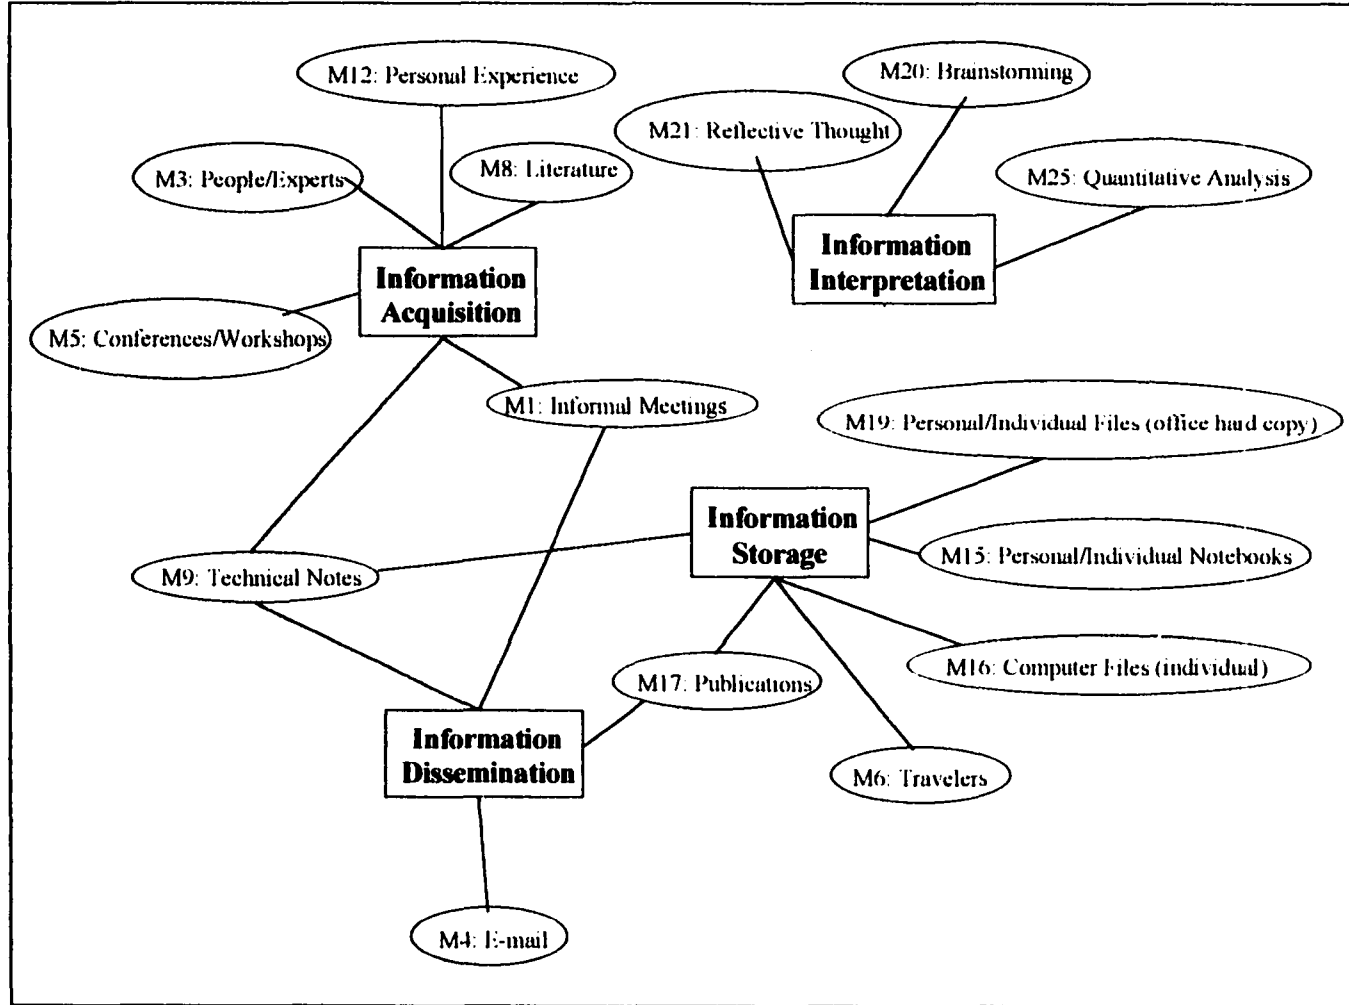 M12: Personal Experience
M20: Brainstorming
M21: Reflective Thought
M3: People/Experts
M8: Literature
M25: Quantitative Analysis
Information
Acquisition
Information
Interpretation
M5: Conferences/Workshops
M1: Informal Meetings
M19: Personal/Individual Files (office hard copy)
Information
Storage
M15: Personal/Individual Notebooks
M9: Technical Notes
M16: Computer Files (individual)
M17: Publications
Information
Dissemination
M6: Travelers
M4: E-mail